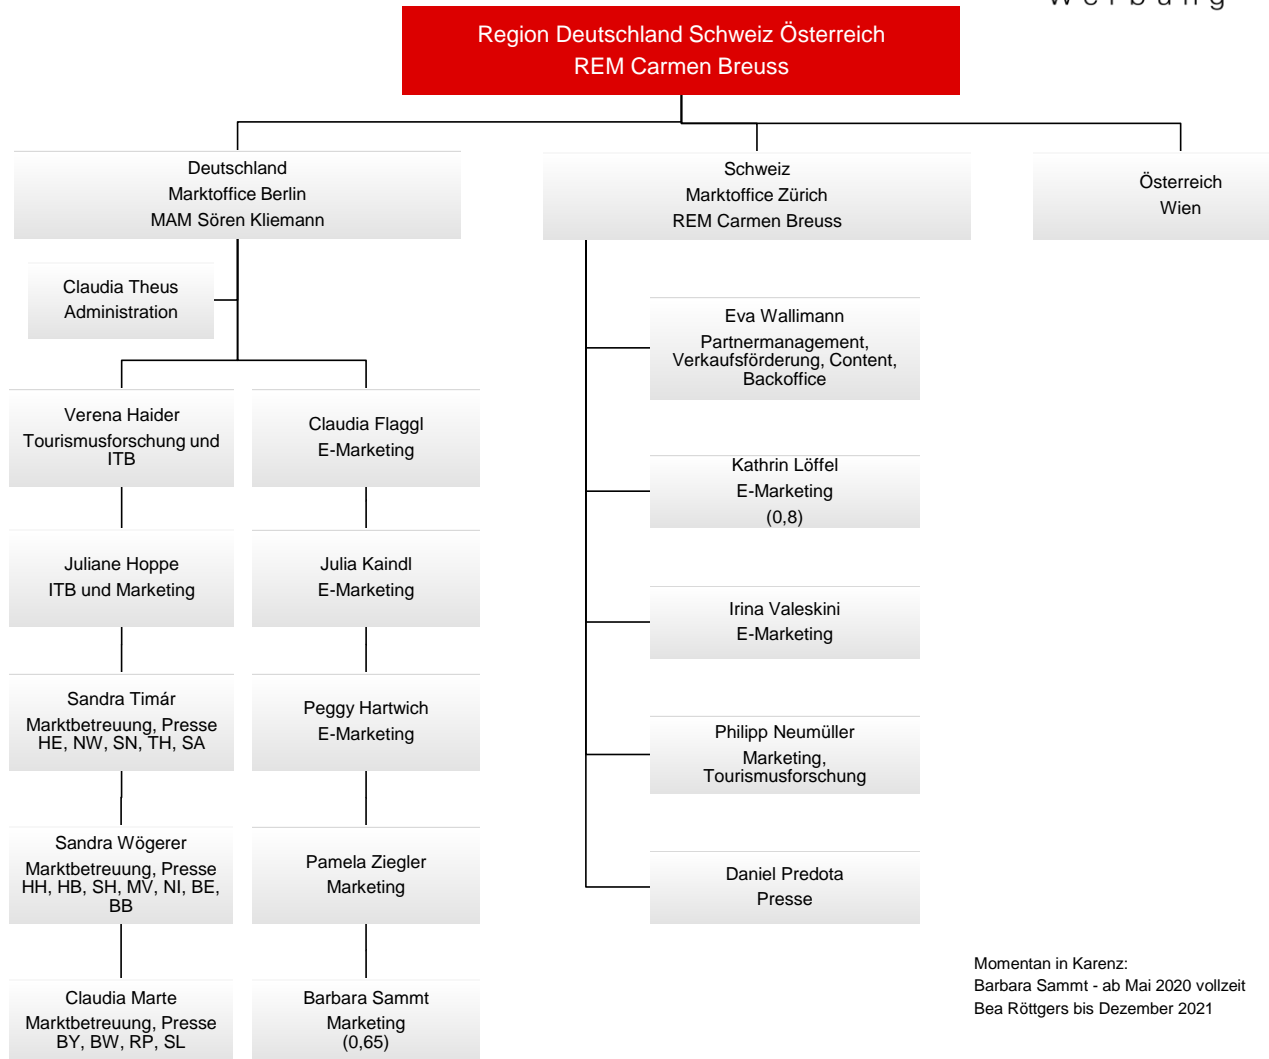 Werbung
Region Deutschland Schweiz Österreich
REM Carmen Breuss
Deutschland
Marktoffice Berlin
MAM Sören Kliemann
Schweiz
Marktoffice Zürich
REM Carmen Breuss
Österreich
Wien
Claudia Theus
Administration
Verena Haider
Tourismusforschung und
ITB
Claudia Flaggl
E-Marketing
Juliane Hoppe
ITB und Marketing
Julia Kaindl
E-Marketing
Sandra Timár
Marktbetreuung, Presse
HE, NW, SN, TH, SA
Peggy Hartwich
E-Marketing
Sandra Wögerer
Marktbetreuung, Presse
HH, HB, SH, MV, NI, BE,
BB
Pamela Ziegler
Marketing
Claudia Marte
Marktbetreuung, Presse
BY, BW, RP, SL
Barbara Sammt
Marketing
(0,65)
Eva Wallimann
Partnermanagement,
Verkaufsförderung, Content,
Backoffice
Kathrin Löffel
E-Marketing
(0,8)
Irina Valeskini
E-Marketing
Philipp Neumüller
Marketing,
Tourismusforschung
Daniel Predota
Presse
Momentan in Karenz:
Barbara Sammt - ab Mai 2020 vollzeit
Bea Röttgers bis Dezember 2021